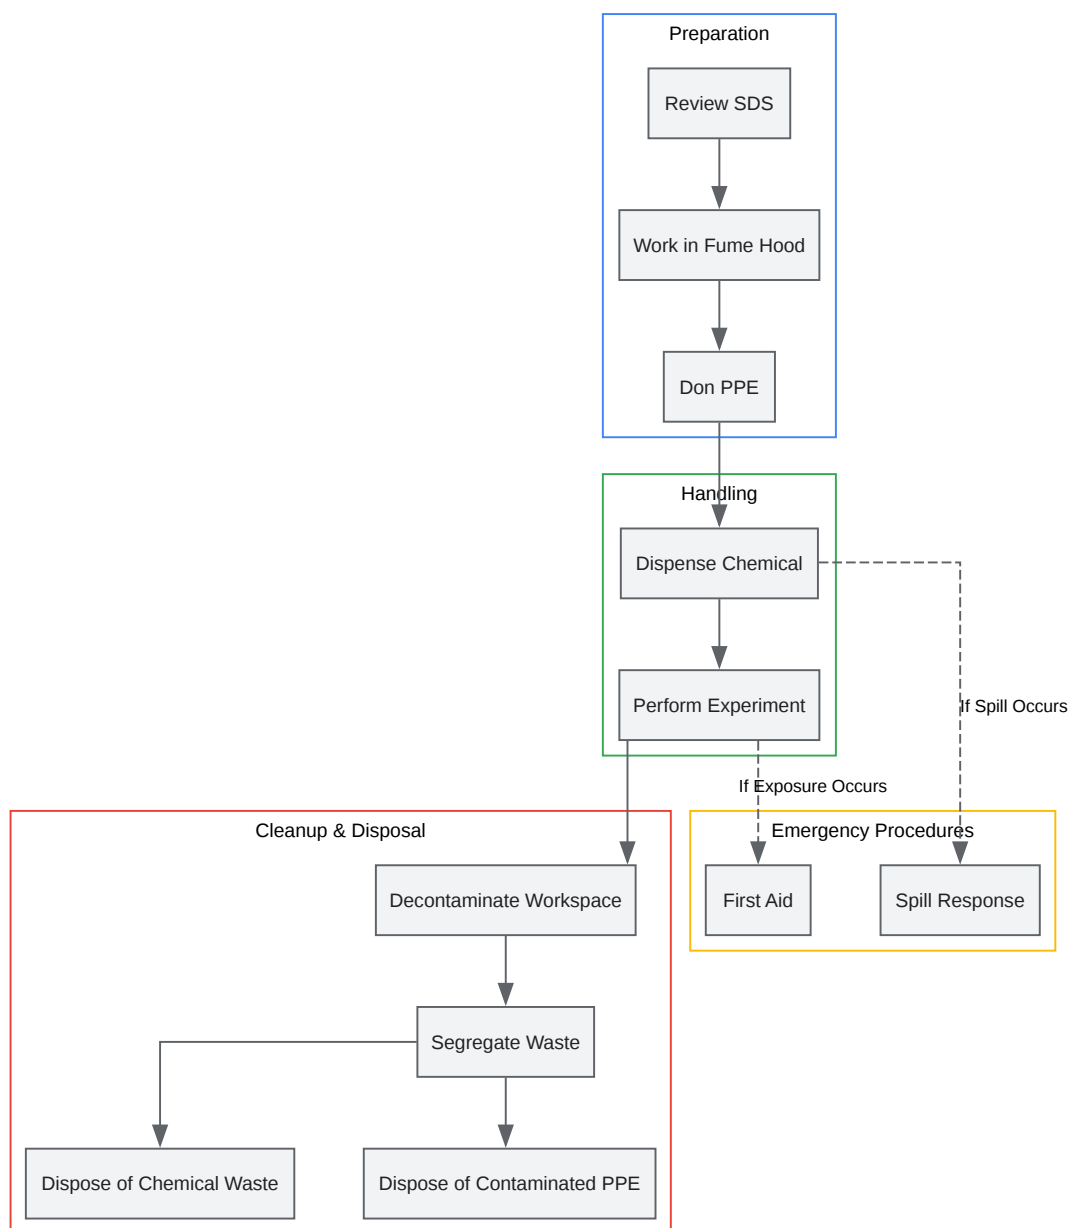 Preparation
Review SDS
Work in Fume Hood
Don PPE
Handling
Dispense Chemical
Perform Experiment
If Spill Occurs
If Exposure Occurs
Cleanup & Disposal
Emergency Procedures
Decontaminate Workspace
First Aid
Spill Response
Segregate Waste
Dispose of Chemical Waste
Dispose of Contaminated PPE